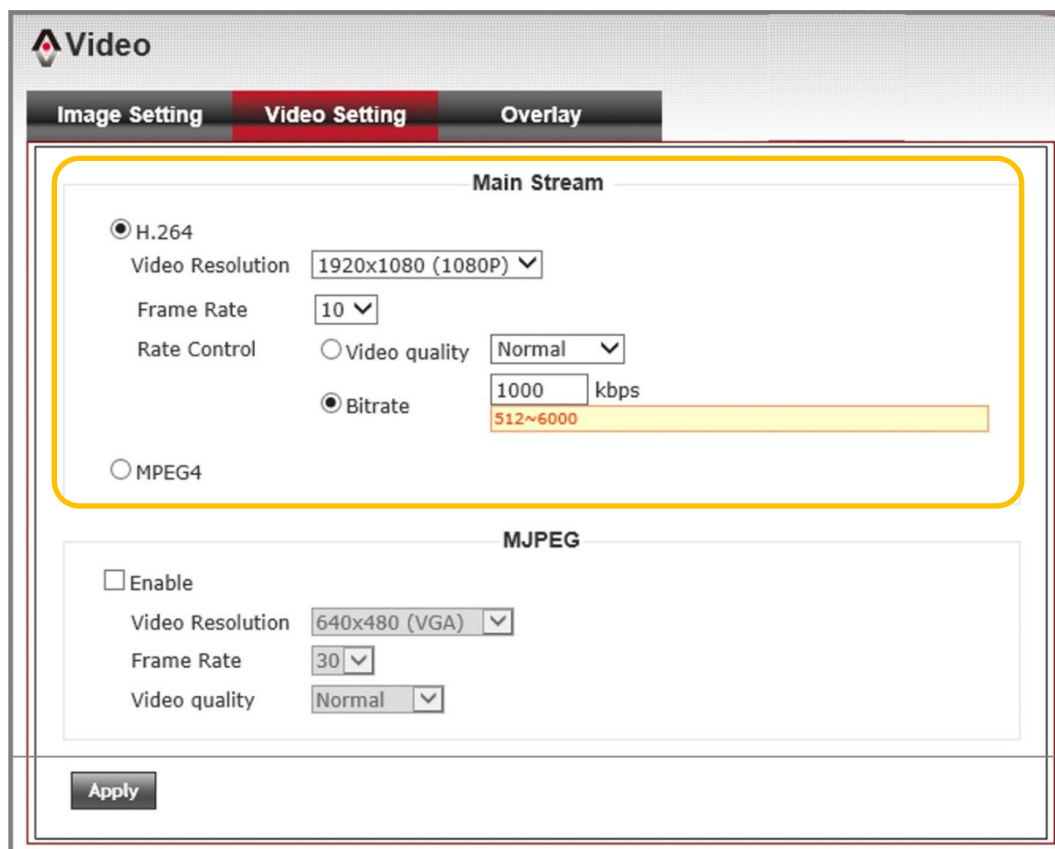 Video
Image Setting Video Setting Overlay
Main Stream
H.264
Video Resolution 1920x1080 (1080P)
Frame Rate 10
Rate Control Video quality Normal
Bitrate 1000 kbps
512~6000
MPEG4
MJPEG
Enable
Video Resolution 640x480 (VGA)
Frame Rate 30
Video quality Normal
Apply